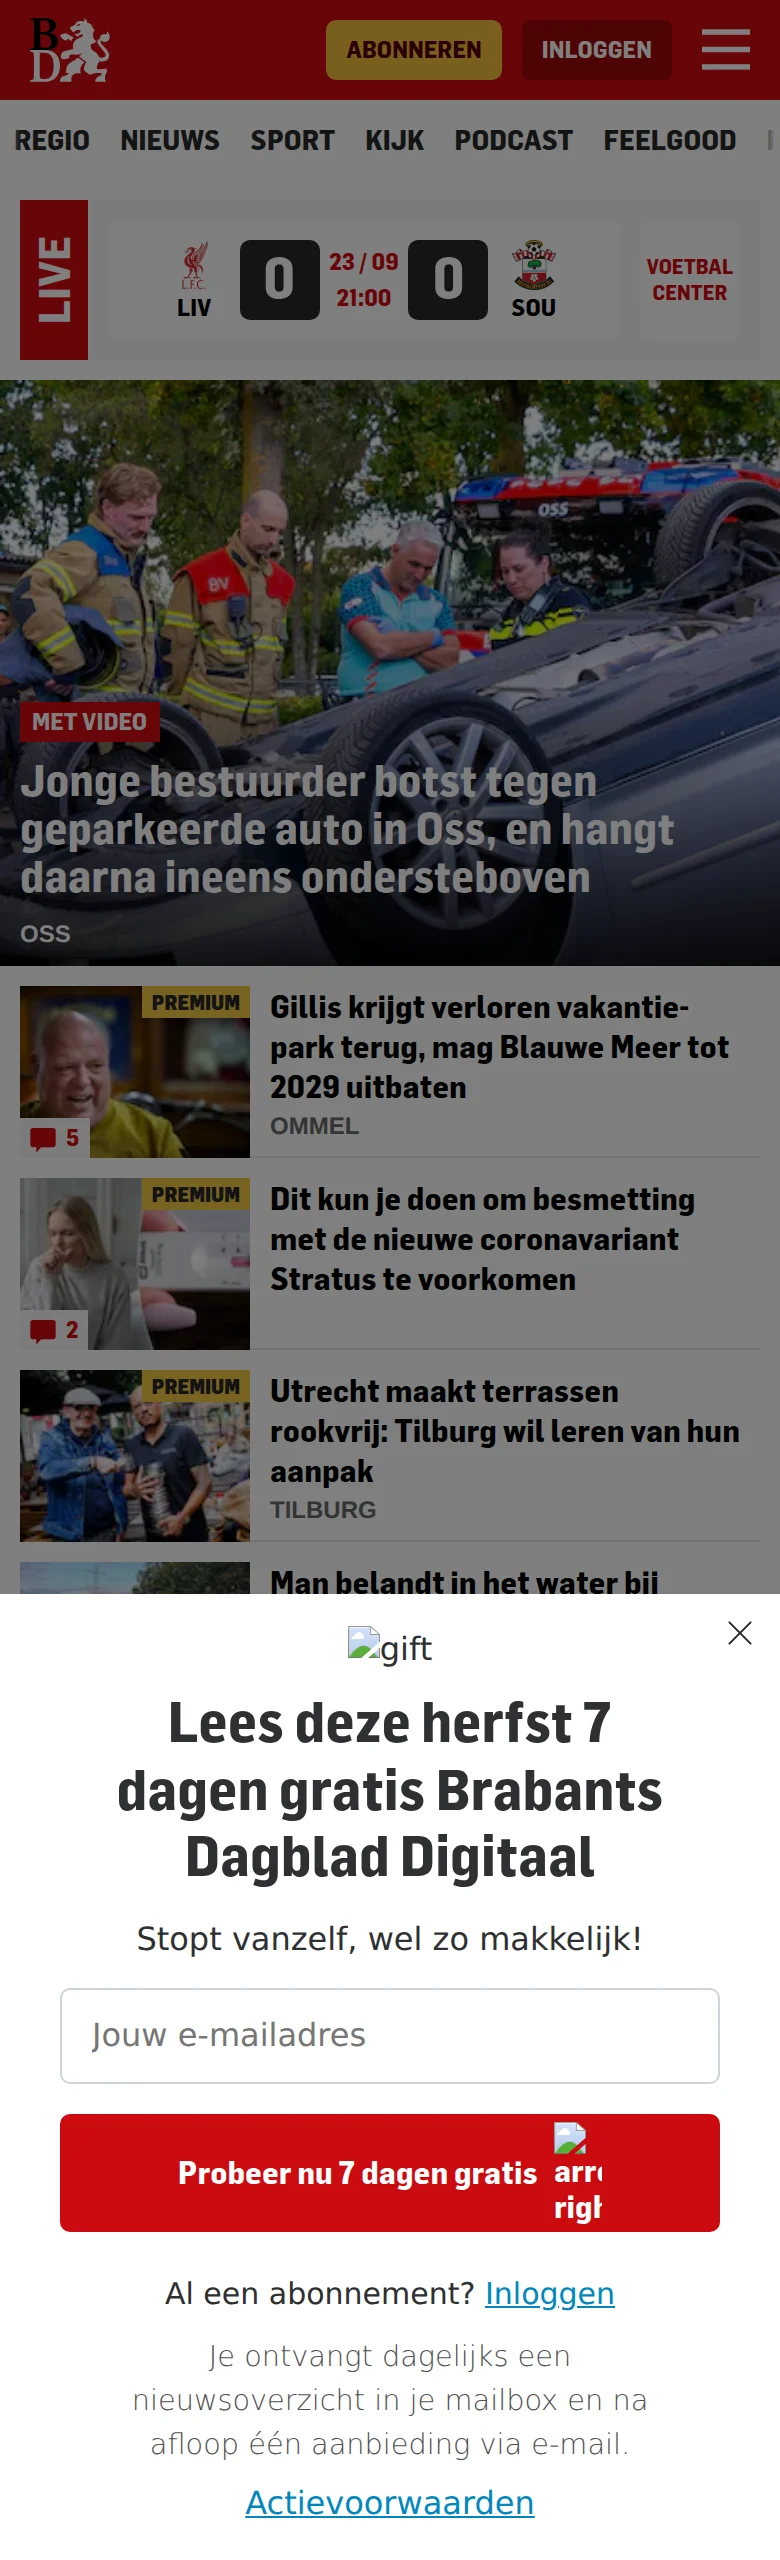 B
D
ABONNEREN
INLOGGEN
REGIO NIEUWS SPORT KIJK PODCAST FEELGOOD
LIVE
L.F.C.
LIV
0
23 / 09
21:00
0
SOU
VOETBAL
CENTER
OSS
BV
MET VIDEO
Jonge bestuurder botst tegen
geparkeerde auto in Oss, en hangt
daarna ineens ondersteboven
OSS
PREMIUM
5
Gillis krijgt verloren vakantie-
park terug, mag Blauwe Meer tot
2029 uitbaten
OMMEL
PREMIUM
2
Dit kun je doen om besmetting
met de nieuwe coronavariant
Stratus te voorkomen
PREMIUM
Utrecht maakt terrassen
rookvrij: Tilburg wil leren van hun
aanpak
TILBURG
Man belandt in het water bij
gift
Lees deze herfst 7
dagen gratis Brabants
Dagblad Digitaal
Stopt vanzelf, wel zo makkelijk!
Jouw e-mailadres
Probeer nu 7 dagen gratis
arr
righ
Al een abonnement? Inloggen
Je ontvangt dagelijks een
nieuwsoverzicht in je mailbox en na
afloop één aanbieding via e-mail.
Actievoorwaarden